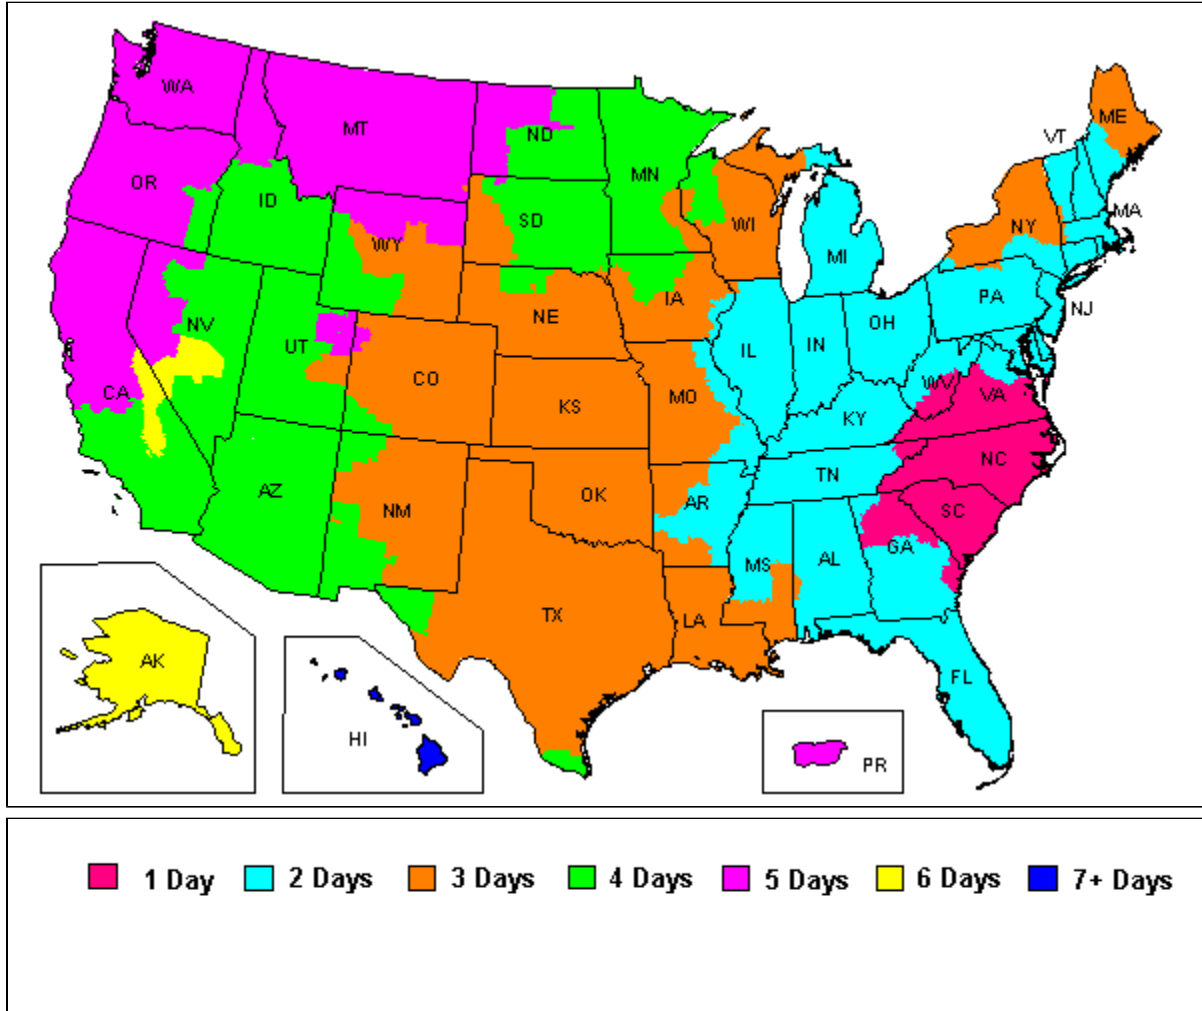 WA
MT
ND
MN
ME
VT
OR
ID
SD
WI
NY
MA
WY
MI
IA
PA
NV
NE
OH
NJ
UT
IL
IN
CA
CO
MO
WV
VA
KS
KY
NC
AZ
OK
AR
TN
SC
NM
GA
MS
AL
TX
LA
AK
FL
HI
PR
1 Day 2 Days 3 Days 4 Days 5 Days 6 Days 7+ Days